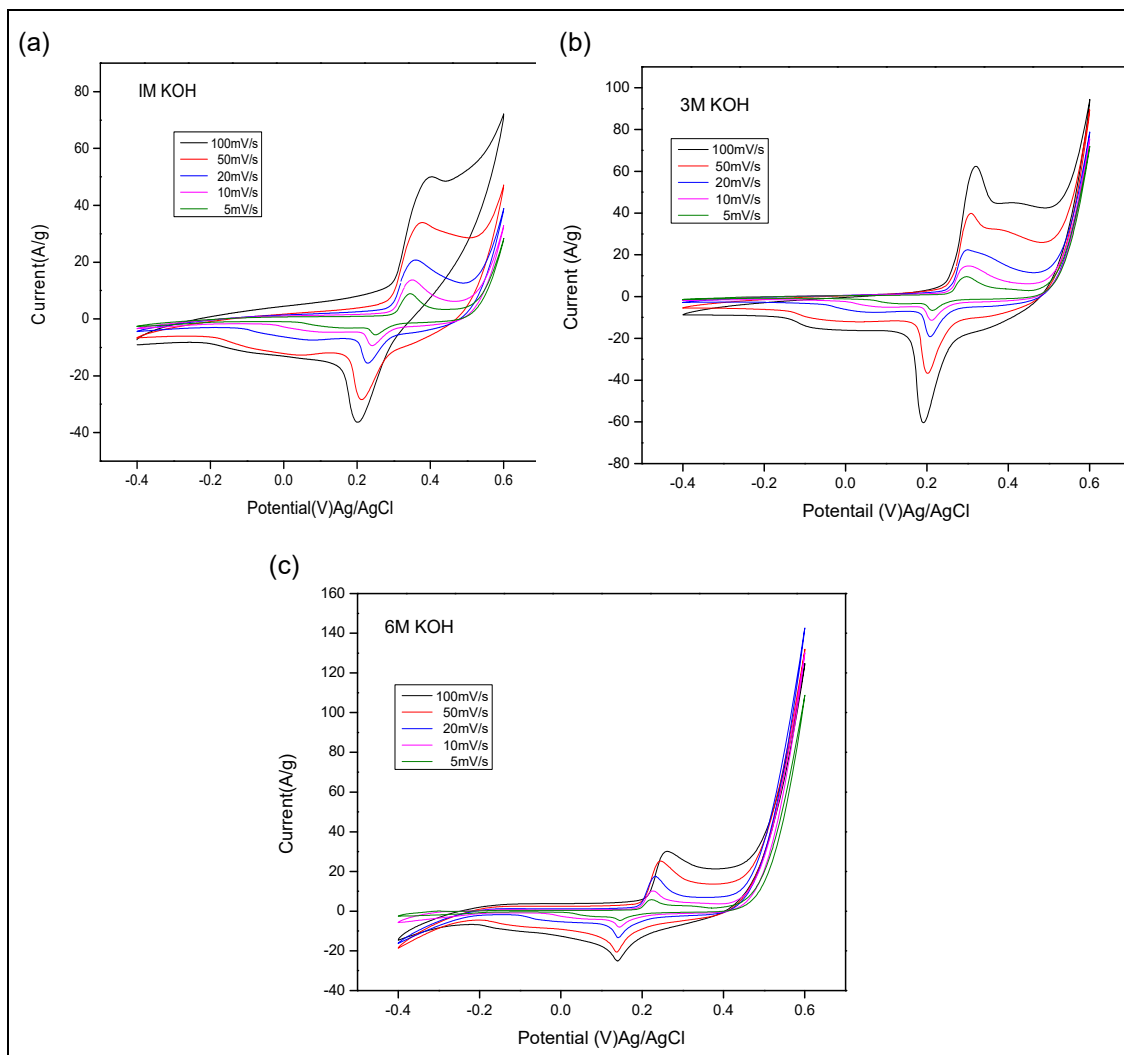 (a)
80
60
40
20
0
-20
-40
Current(A/g)
IM KOH
100mV/s
50mV/s
20mV/s
10mV/s
5mV/s
-0.4
-0.2
0.0
0.2
0.4
0.6
Potential(V)Ag/AgCl
(b)
100
80
60
40
20
0
-20
-40
-60
-80
Current (A/g)
3M KOH
100mV/s
50mV/s
20mV/s
10mV/s
5mV/s
-0.4
-0.2
0.0
0.2
0.4
0.6
Potentail (V)Ag/AgCl
(c)
160
140
120
100
80
60
40
20
0
-20
-40
Current(A/g)
6M KOH
100mV/s
50mV/s
20mV/s
10mV/s
5mV/s
-0.4
-0.2
0.0
0.2
0.4
0.6
Potential (V)Ag/AgCl